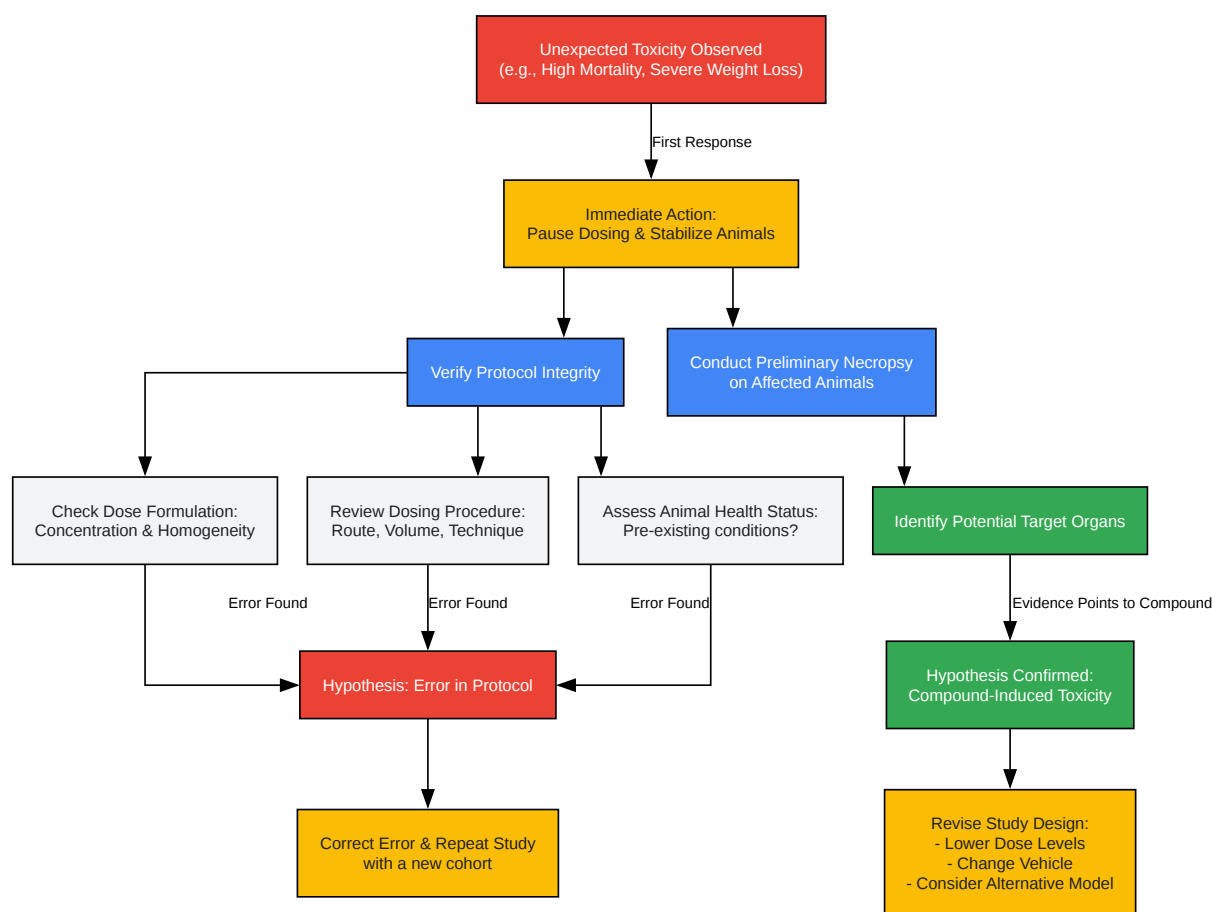 Unexpected Toxicity Observed
(e.g., High Mortality, Severe Weight Loss)
First Response
Immediate Action:
Pause Dosing & Stabilize Animals
Verify Protocol Integrity
Conduct Preliminary Necropsy
on Affected Animals
Check Dose Formulation:
Concentration & Homogeneity
Review Dosing Procedure:
Route, Volume, Technique
Assess Animal Health Status:
Pre-existing conditions?
Identify Potential Target Organs
Error Found
Error Found
Error Found
Evidence Points to Compound
Hypothesis: Error in Protocol
Hypothesis Confirmed:
Compound-Induced Toxicity
Correct Error & Repeat Study
with a new cohort
Revise Study Design:
- Lower Dose Levels
- Change Vehicle
- Consider Alternative Model